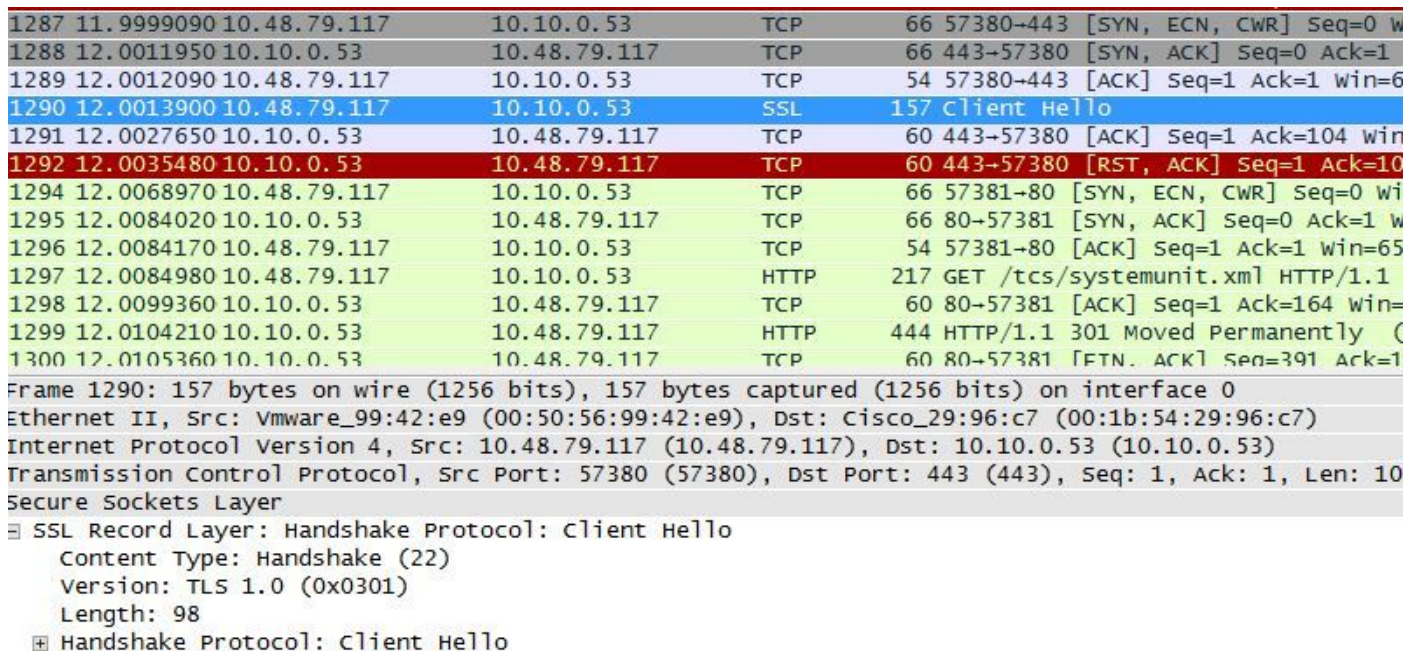 1287 11.9999090 10.48.79.117 10.10.0.53 TCP 66 57380→443 [SYN, ECN, CWR] Seq=0 W
1288 12.0011950 10.10.0.53 10.48.79.117 TCP 66 443→57380 [SYN, ACK] Seq=0 Ack=1
1289 12.0012090 10.48.79.117 10.10.0.53 TCP 54 57380→443 [ACK] Seq=1 Ack=1 Win=6
1290 12.0013900 10.48.79.117 10.10.0.53 SSL 157 Client Hello
1291 12.0027650 10.10.0.53 10.48.79.117 TCP 60 443→57380 [ACK] Seq=1 Ack=104 Win
1292 12.0035480 10.10.0.53 10.48.79.117 TCP 60 443→57380 [RST, ACK] Seq=1 Ack=10
1294 12.0068970 10.48.79.117 10.10.0.53 TCP 66 57381→80 [SYN, ECN, CWR] Seq=0 Wi
1295 12.0084020 10.10.0.53 10.48.79.117 TCP 66 80→57381 [SYN, ACK] Seq=0 Ack=1 W
1296 12.0084170 10.48.79.117 10.10.0.53 TCP 54 57381→80 [ACK] Seq=1 Ack=1 Win=65
1297 12.0084980 10.48.79.117 10.10.0.53 HTTP 217 GET /tcs/systemunit.xml HTTP/1.1
1298 12.0099360 10.10.0.53 10.48.79.117 TCP 60 80→57381 [ACK] Seq=1 Ack=164 Win=
1299 12.0104210 10.10.0.53 10.48.79.117 HTTP 444 HTTP/1.1 301 Moved Permanently (
1300 12.0105360 10.10.0.53 10.48.79.117 TCP 60 80→57381 [FIN, ACK] Seq=391 Ack=1
Frame 1290: 157 bytes on wire (1256 bits), 157 bytes captured (1256 bits) on interface 0
Ethernet II, Src: Vmware_99:42:e9 (00:50:56:99:42:e9), Dst: Cisco_29:96:c7 (00:1b:54:29:96:c7)
Internet Protocol Version 4, Src: 10.48.79.117 (10.48.79.117), Dst: 10.10.0.53 (10.10.0.53)
Transmission Control Protocol, Src Port: 57380 (57380), Dst Port: 443 (443), Seq: 1, Ack: 1, Len: 10
Secure Sockets Layer
SSL Record Layer: Handshake Protocol: Client Hello
Content Type: Handshake (22)
Version: TLS 1.0 (0x0301)
Length: 98
Handshake Protocol: Client Hello